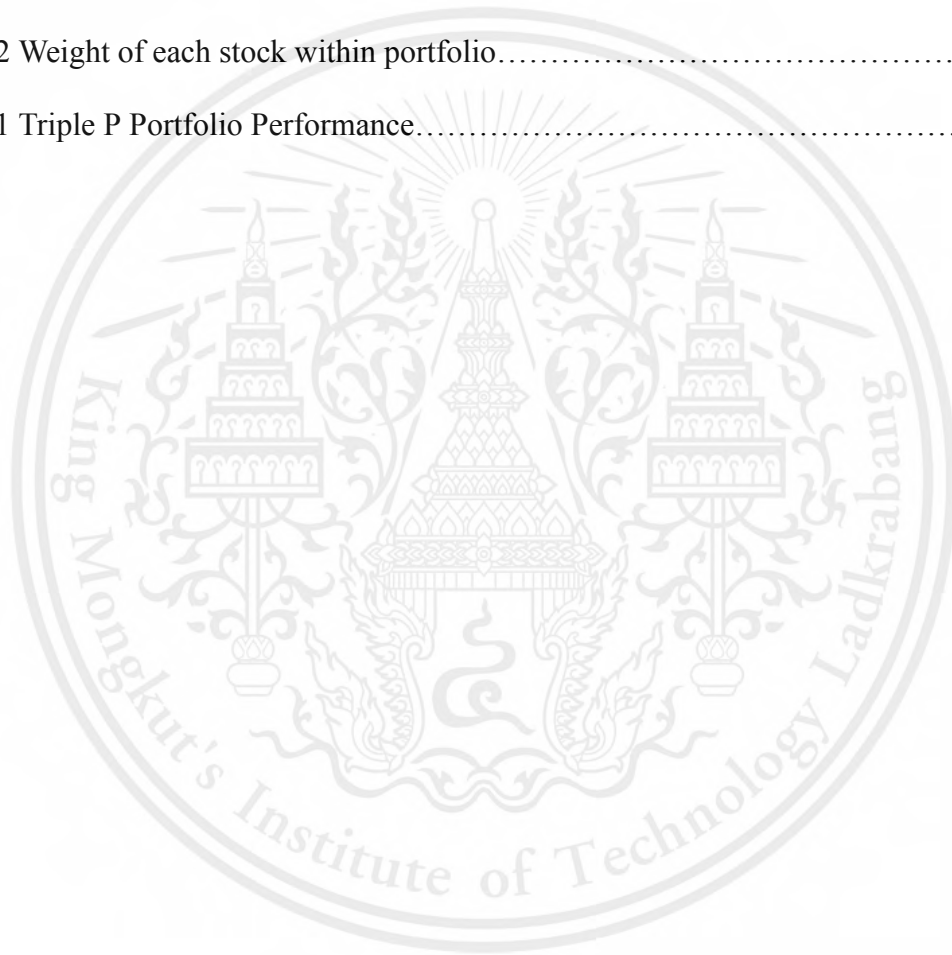 2 Weight of each stock within portfolio……………………………………….
1 Triple P Portfolio Performance……………………………………………….
King Mongkut's Institute of Technology Ladkrabang